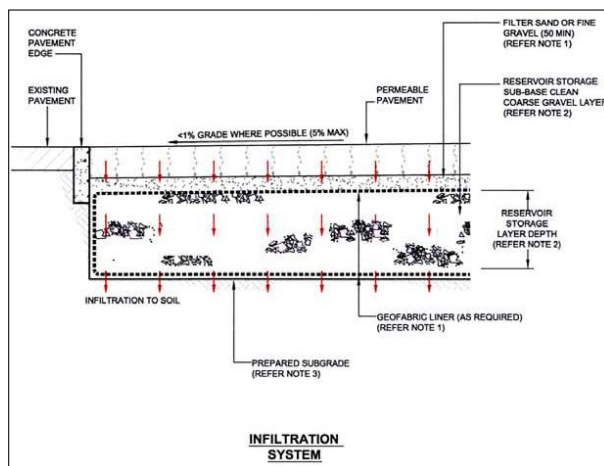 CONCRETE
PAVEMENT
EDGE
EXISTING
PAVEMENT
<1% GRADE WHERE POSSIBLE (5% MAX)
PERMEABLE
PAVEMENT
FILTER SAND OR FINE
GRAVEL (50 MIN)
(REFER NOTE 1)
RESERVOIR STORAGE
SUB-BASE CLEAN
COARSE GRAVEL LAYER
(REFER NOTE 2)
RESERVOIR
STORAGE
LAYER DEPTH
(REFER NOTE 2)
INFILTRATION TO SOIL
GEOFABRIC LINER (AS REQUIRED)
(REFER NOTE 1)
PREPARED SUBGRADE
(REFER NOTE 3)
INFILTRATION
SYSTEM